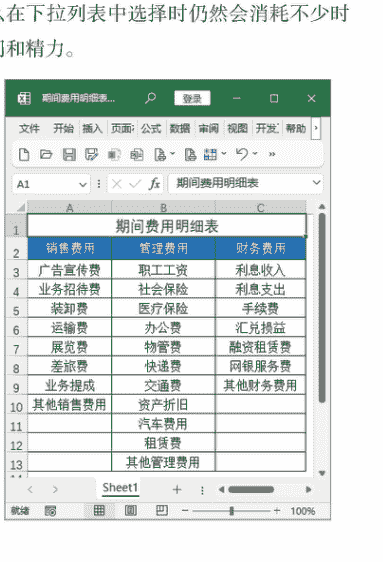 在下拉列表中选择时仍然会消耗不少时
和精力。
期间费用明细表... 登录
文件 开始 插入 页面 公式 数据 审阅 视图 开发 帮助
A1 fx 期间费用明细表
A B C
1 期间费用明细表
2 销售费用 管理费用 财务费用
3 广告宣传费 职工工资 利息收入
4 业务招待费 社会保险 利息支出
5 装卸费 医疗保险 手续费
6 运输费 办公费 汇兑损益
7 展览费 物管费 融资租赁费
8 差旅费 快递费 网银服务费
9 业务提成 交通费 其他财务费用
10 其他销售费用 资产折旧
11 汽车费用
12 租赁费
13 其他管理费用
Sheet1
就绪 100%